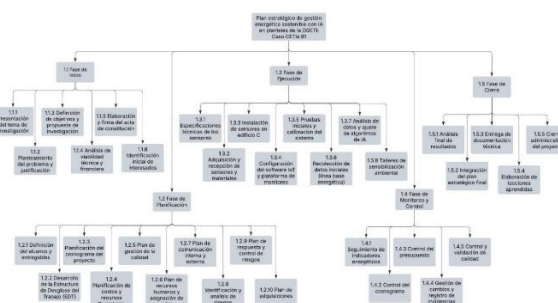 Plan estratégico de gestión
energética sostenible con IA
en planteles de la DGETI:
Caso CETis 81
1.1 Fase de
Inicio
1.3 Fase de
Ejecución
1.5 Fase de
Cierre
1.1.1
Presentación
del tema de
investigación
1.1.3 Definición
de objetivos y
propuesta de
investigación
1.1.5 Elaboración
y firma del acta
de constitución
1.1.2
Planteamiento
del problema y
justificación
1.1.4 Análisis de
viabilidad
técnica y
financiera
1.1.6
Identificación
inicial de
interesados
1.3.1
Especificaciones
técnicas de los
sensores
1.3.3 Instalación
de sensores en
edificio C
1.3.5 Pruebas
iniciales y
calibración del
sistema
1.3.7 Análisis de
datos y ajuste
de algoritmos
de IA
1.3.2
Adquisición y
recepción de
sensores y
materiales
1.3.4
Configuración
del software IoT
y plataforma de
monitoreo
1.3.6
Recolección de
datos iniciales
(línea base
energética)
1.3.8 Talleres de
sensibilización
ambiental
1.5.1 Análisis
final de
resultados
1.5.3 Entrega de
documentación
técnica
1.5.5 Cierre
administrativo
del proyecto
1.5.2 Integración
del plan
estratégico final
1.5.4
Elaboración de
lecciones
aprendidas
1.2 Fase de
Planificación
1.4 Fase de
Monitoreo y
Control
1.2.1 Definición
del alcance y
entregables
1.2.3
Planificación del
cronograma del
proyecto
1.2.5 Plan de
gestión de la
calidad
1.2.7 Plan de
comunicación
interna y
externa
1.2.9 Plan de
respuesta y
control de
riesgos
1.2.2 Desarrollo
de la Estructura
de Desglose del
Trabajo (EDT)
1.2.4
Planificación de
costos y
recursos
1.2.6 Plan de
recursos
humanos y
asignación de
1.2.8
Identificación y
análisis de
riesgos
1.2.10 Plan de
adquisiciones
1.4.1
Seguimiento de
indicadores
energéticos
1.4.3 Control del
presupuesto
1.4.5 Control y
validación de
calidad
1.4.2 Control del
cronograma
1.4.4 Gestión de
cambios y
registro de
incidencias